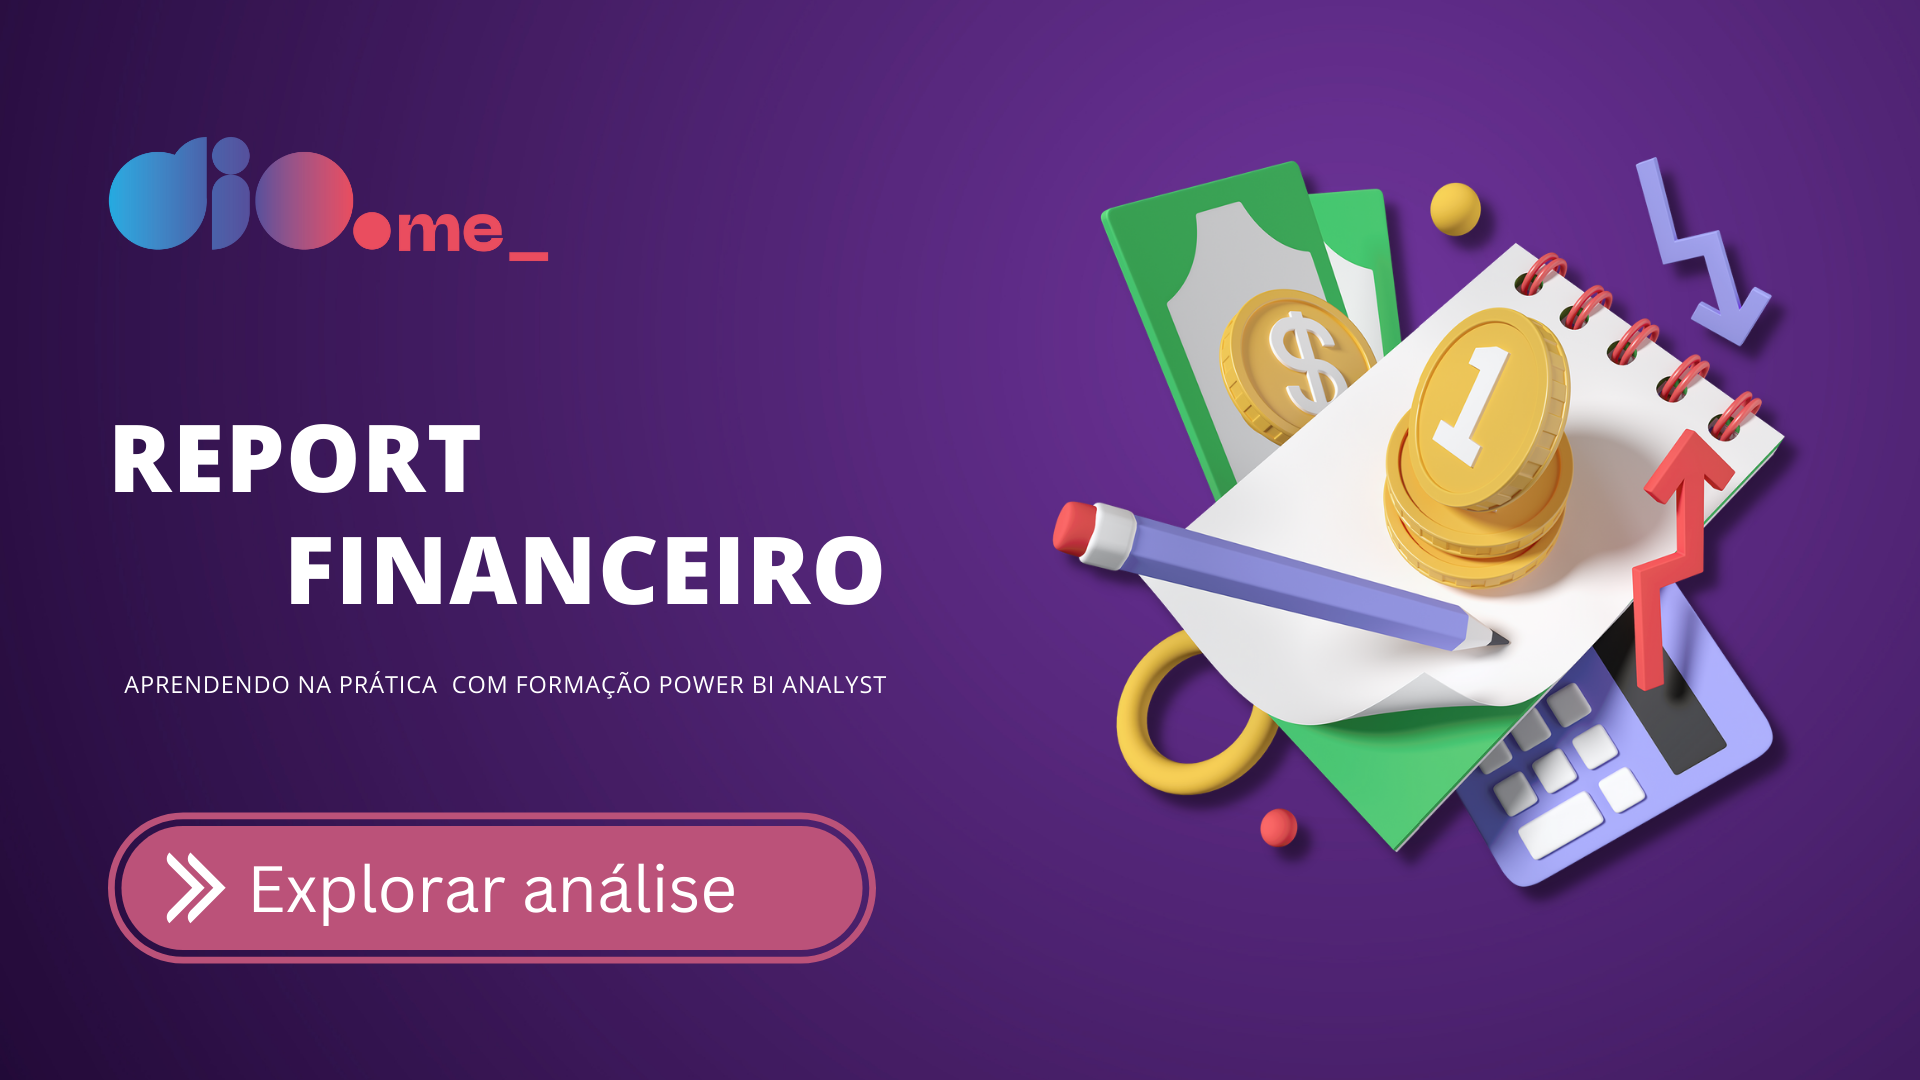 dio.me_
REPORT
FINANCEIRO
APRENDENDO NA PRÁTICA  COM FORMAÇÃO POWER BI ANALYST
Explorar análise
$
1